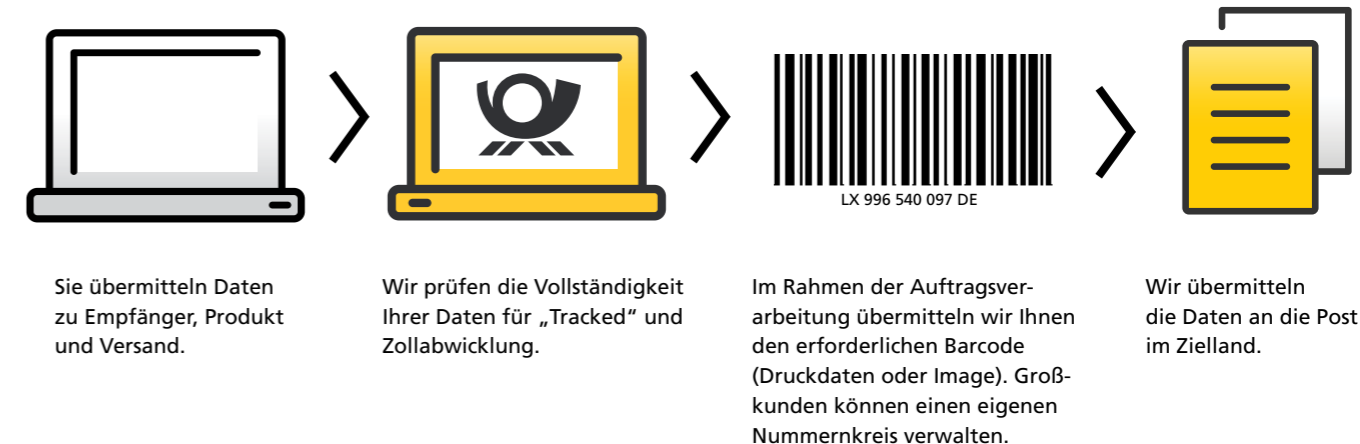 LX 996 540 097 DE
Sie übermitteln Daten
zu Empfänger, Produkt
und Versand.
Wir prüfen die Vollständigkeit
Ihrer Daten für „Tracked“ und
Zollabwicklung.
Im Rahmen der Auftragsver-
arbeitung übermitteln wir Ihnen
den erforderlichen Barcode
(Druckdaten oder Image). Groß-
kunden können einen eigenen
Nummernkreis verwalten.
Wir übermitteln
die Daten an die Post
im Zielland.